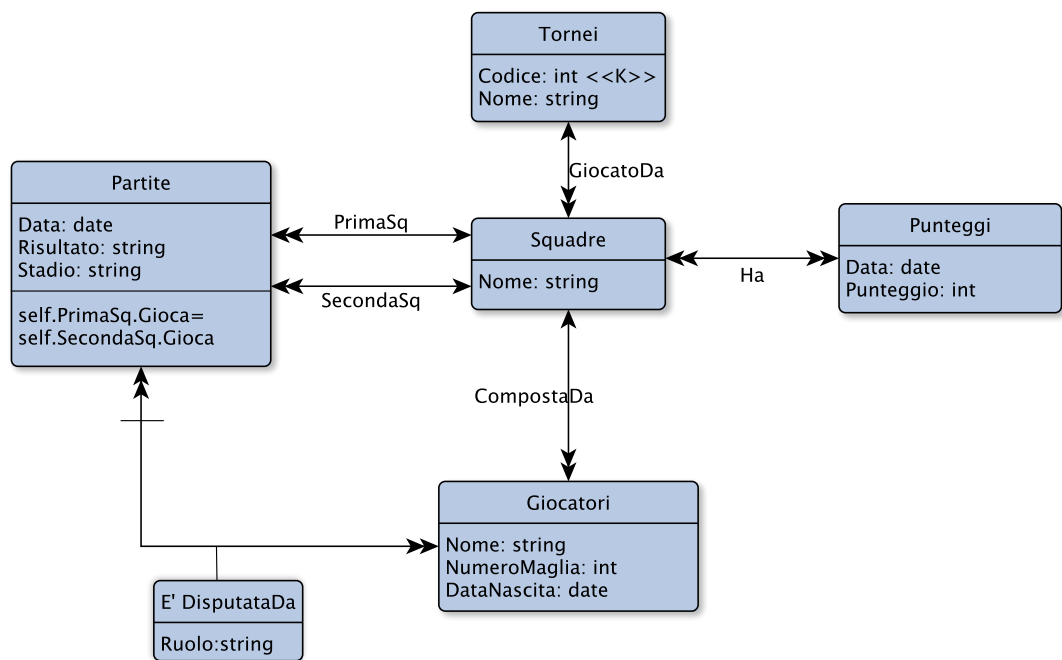 Tornei
Codice: int <<K>>
Nome: string
GiocatoDa
Partite
Data: date
Risultato: string
Stadio: string
self.PrimaSq.Gioca=
self.SecondaSq.Gioca
PrimaSq
SecondaSq
Squadre
Nome: string
Ha
Punteggi
Data: date
Punteggio: int
CompostaDa
Giocatori
Nome: string
NumeroMaglia: int
DataNascita: date
E' DisputataDa
Ruolo:string